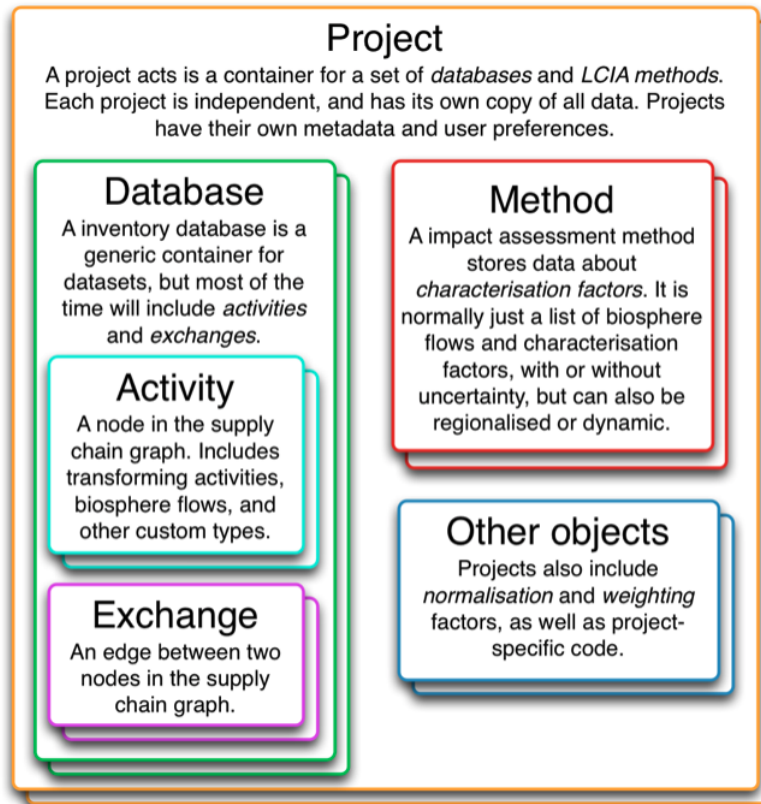 Project
A project acts is a container for a set of databases and LCIA methods.
Each project is independent, and has its own copy of all data. Projects
have their own metadata and user preferences.
Database
A inventory database is a
generic container for
datasets, but most of the
time will include activities
and exchanges.
Activity
A node in the supply
chain graph. Includes
transforming activities,
biosphere flows, and
other custom types.
Exchange
An edge between two
nodes in the supply
chain graph.
Method
A impact assessment method
stores data about
characterisation factors. It is
normally just a list of biosphere
flows and characterisation
factors, with or without
uncertainty, but can also be
regionalised or dynamic.
Other objects
Projects also include
normalisation and weighting
factors, as well as project-
specific code.